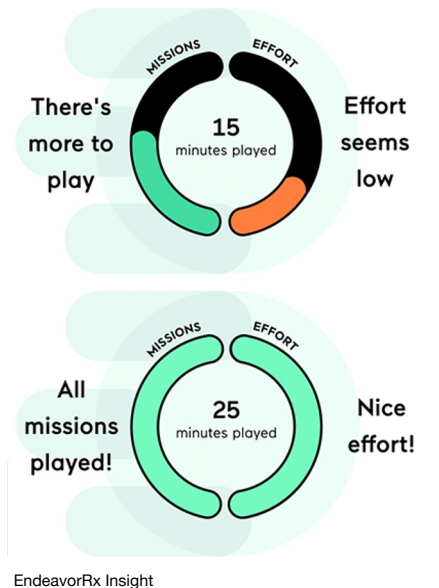 MISSIONS
EFFORT
There's
more to
play
15
minutes played
Effort
seems
low
MISSIONS
EFFORT
All
missions
played!
25
minutes played
Nice
effort!
EndeavorRx Insight